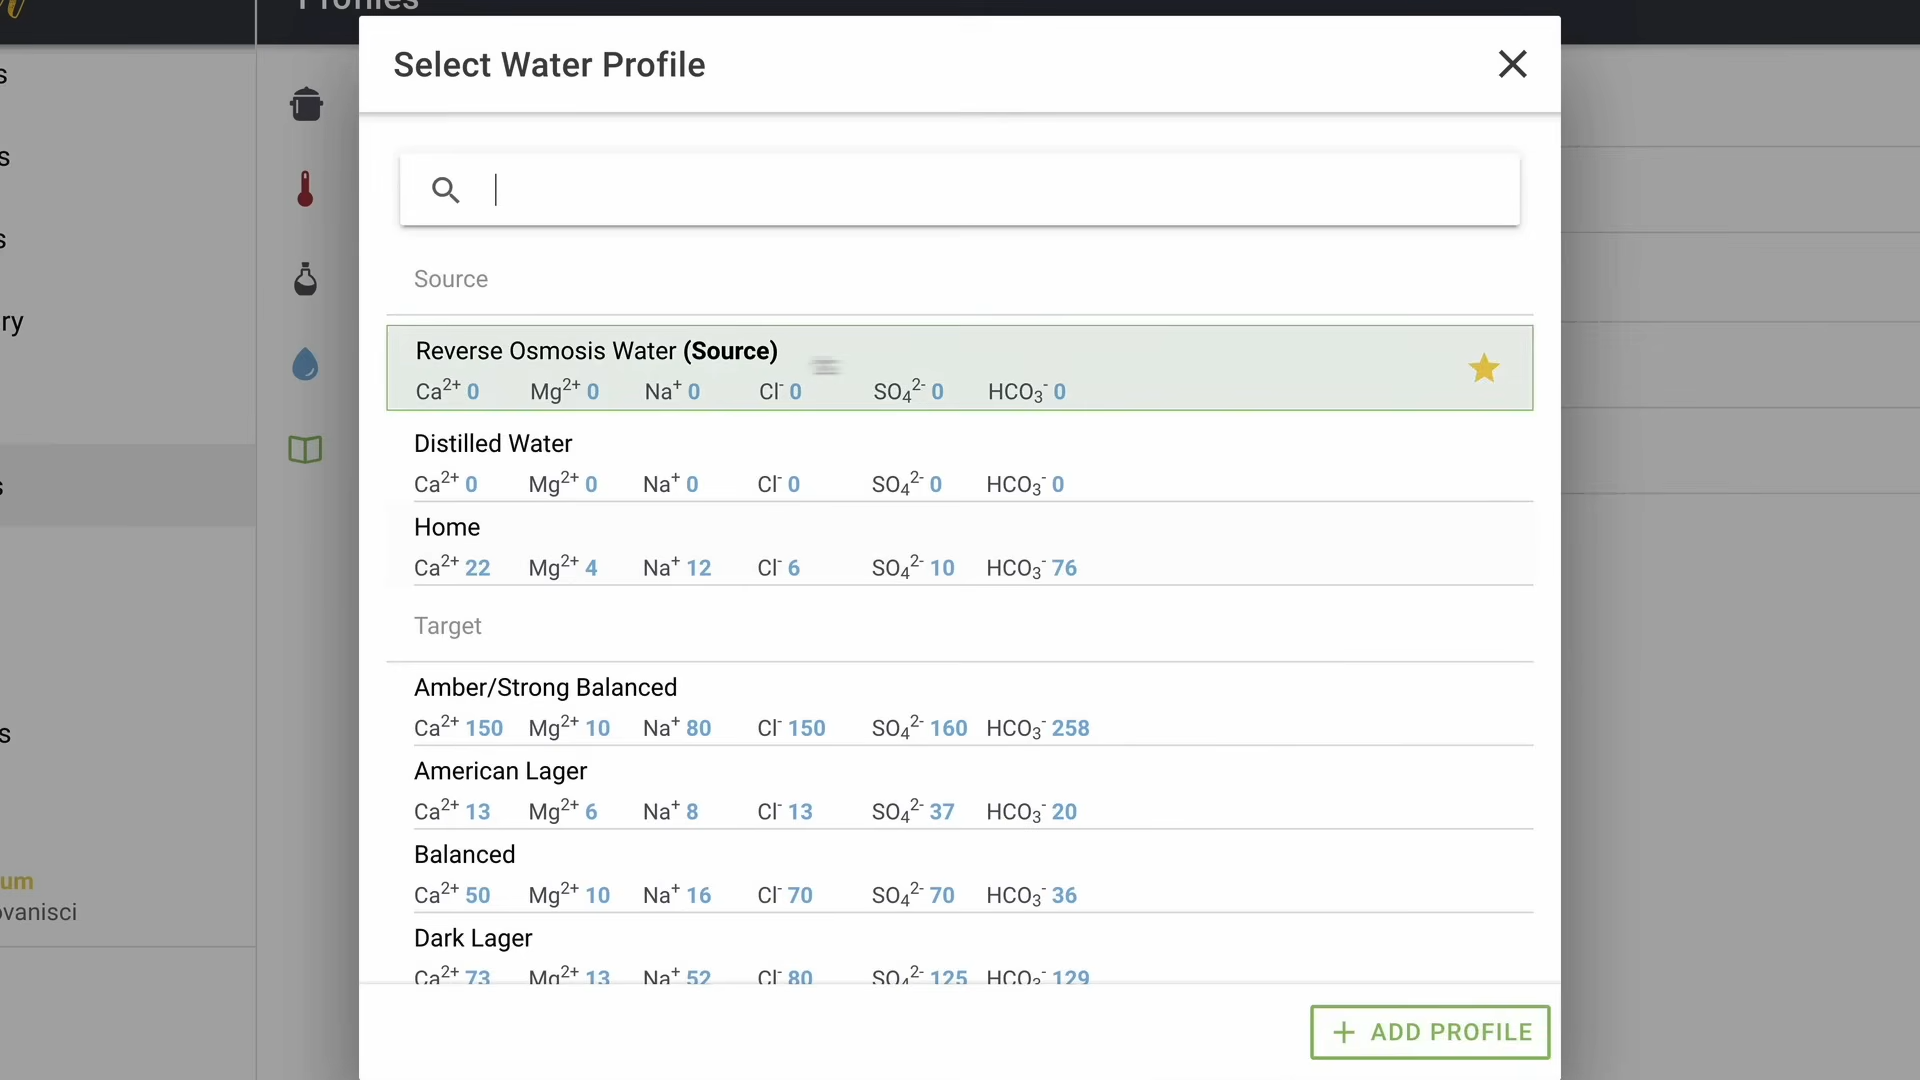 Profiles
Select Water Profile
Source
Reverse Osmosis Water (Source)
Ca2+ 0 Mg2+ 0 Na+ 0 Cl- 0 SO42- 0 HCO3- 0
Distilled Water
Ca2+ 0 Mg2+ 0 Na+ 0 Cl- 0 SO42- 0 HCO3- 0
Home
Ca2+ 22 Mg2+ 4 Na+ 12 Cl- 6 SO42- 10 HCO3- 76
Target
Amber/Strong Balanced
Ca2+ 150 Mg2+ 10 Na+ 80 Cl- 150 SO42- 160 HCO3- 258
American Lager
Ca2+ 13 Mg2+ 6 Na+ 8 Cl- 13 SO42- 37 HCO3- 20
Balanced
Ca2+ 50 Mg2+ 10 Na+ 16 Cl- 70 SO42- 70 HCO3- 36
Dark Lager
Ca2+ 73 Mg2+ 13 Na+ 52 Cl- 80 SO42- 125 HCO3- 129
+ ADD PROFILE
s
s
s
ry
s
s
um
ovanisci